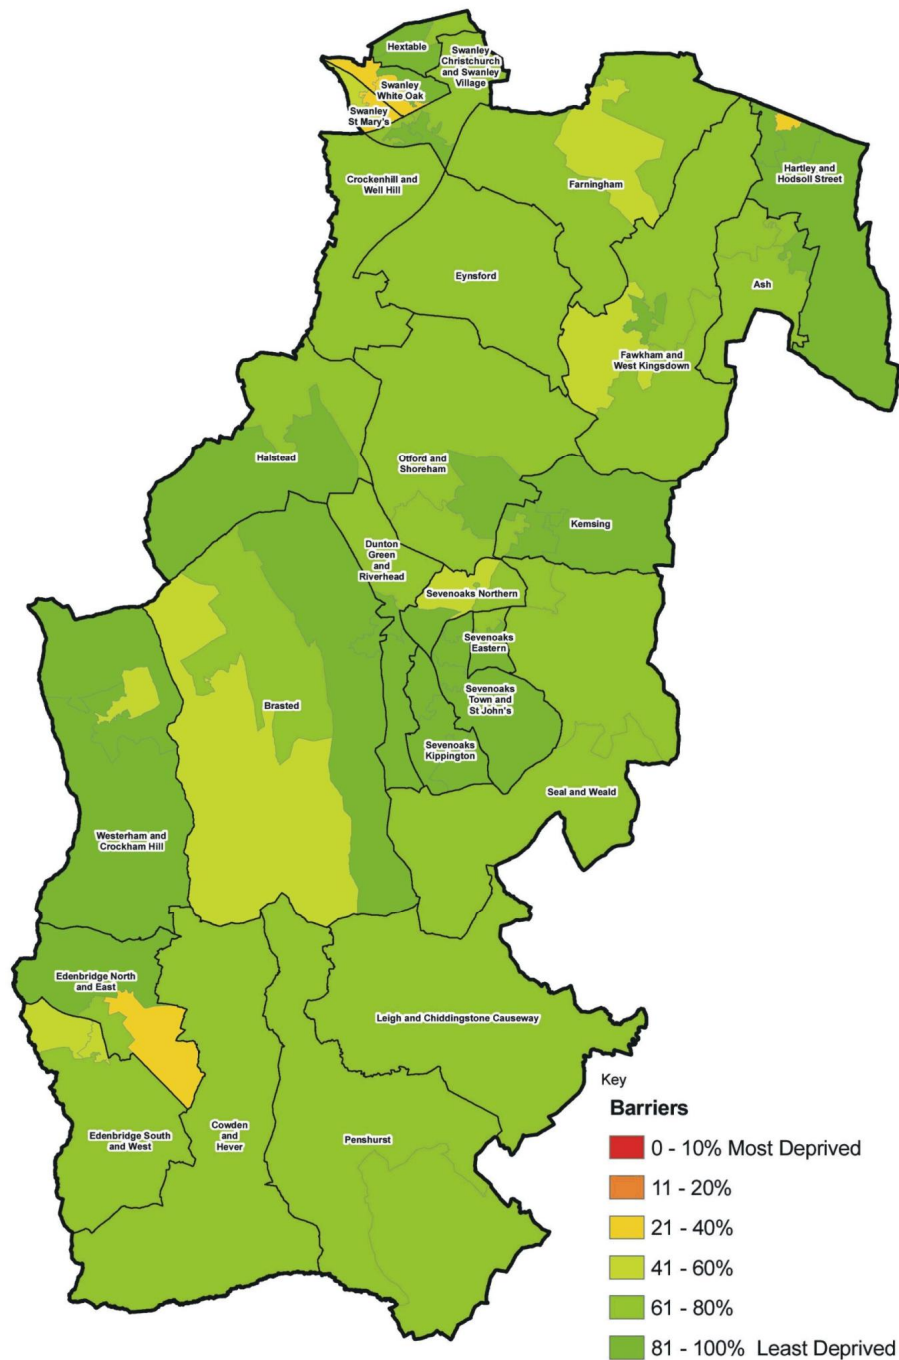 Hextable
Swanley
Christchurch
and Swanley
Village
Swanley
White Oak
Swanley
St Mary's
Crockenhill and
Well Hill
Farningham
Hartley and
Hodsoll Street
Eynsford
Ash
Fawkham and
West Kingsdown
Halstead
Otford and
Shoreham
Kemsing
Dunton
Green
and
Riverhead
Sevenoaks Northern
Sevenoaks
Eastern
Sevenoaks
Town and
St John's
Brasted
Sevenoaks
Kippington
Seal and Weald
Westerham and
Crockham Hill
Edenbridge North
and East
Leigh and Chiddingstone Causeway
Edenbridge South
and West
Cowden
and
Hever
Penshurst
Key
Barriers
0 - 10% Most Deprived
11 - 20%
21 - 40%
41 - 60%
61 - 80%
81 - 100% Least Deprived